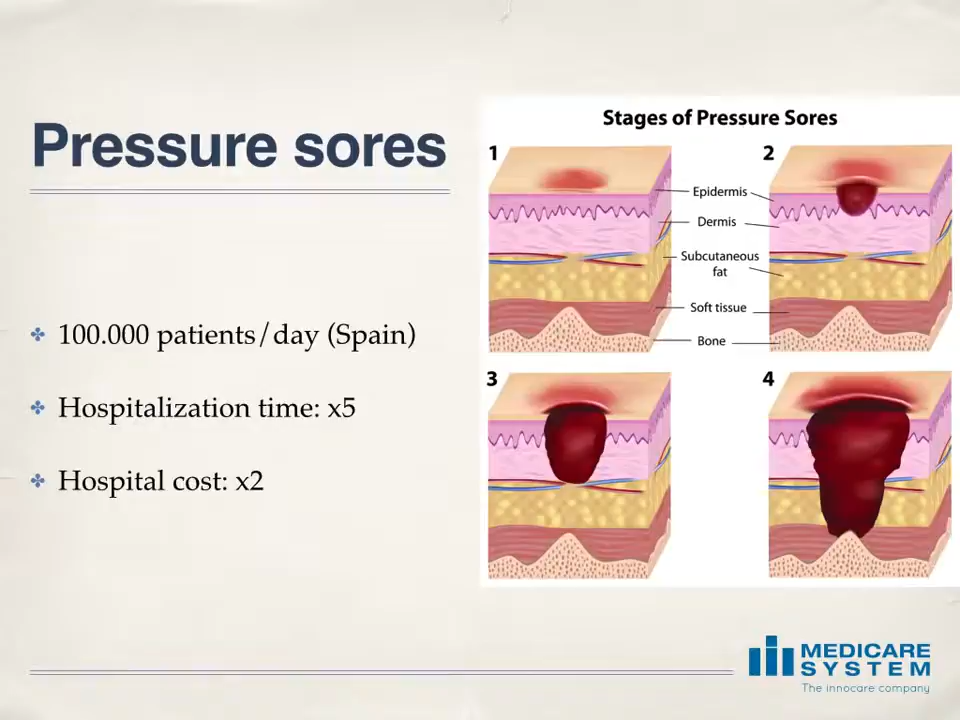 Pressure sores
100.000 patients/day (Spain)
Hospitalization time: x5
Hospital cost: x2
Stages of Pressure Sores
1
2
Epidermis
Dermis
Subcutaneous
fat
Soft tissue
Bone
3
4
MEDICARE
SYSTEM
The innocare company